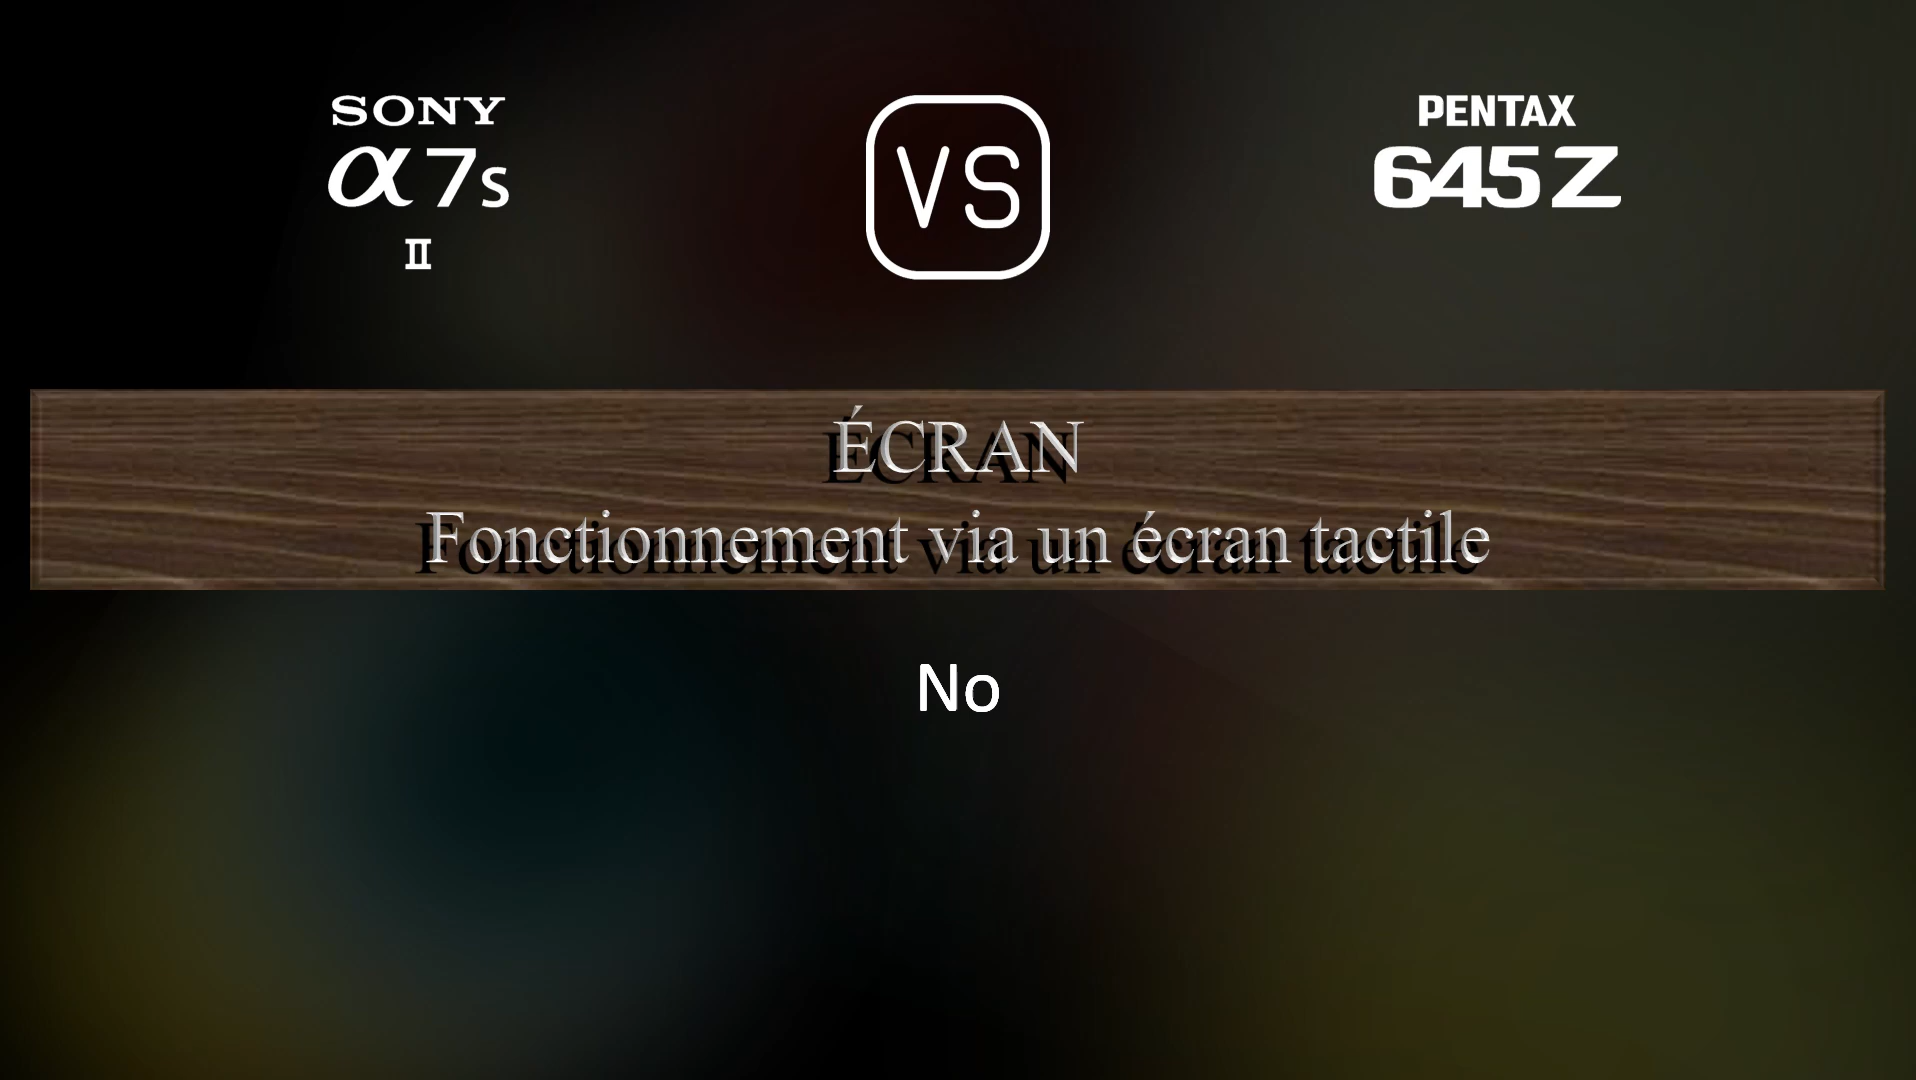 SONY
α7s
II
VS
PENTAX
645Z
ÉCRAN
Fonctionnement via un écran tactile
No